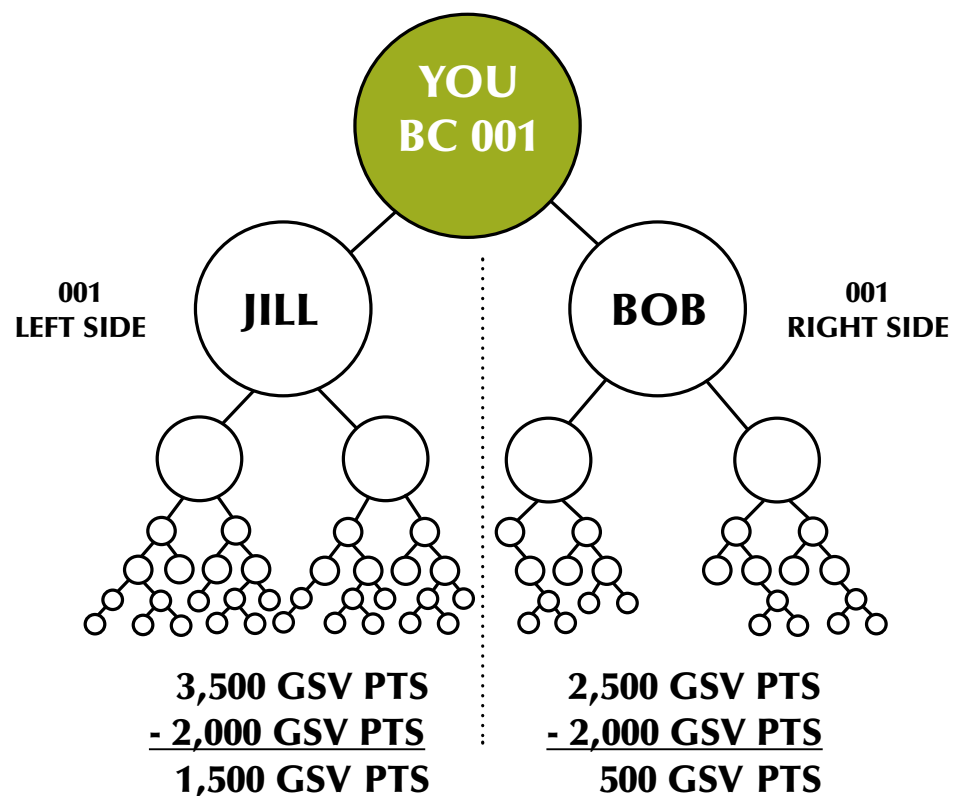 YOU
BC 001
001
LEFT SIDE
JILL
BOB
001
RIGHT SIDE
3,500 GSV PTS
- 2,000 GSV PTS
1,500 GSV PTS
2,500 GSV PTS
- 2,000 GSV PTS
500 GSV PTS